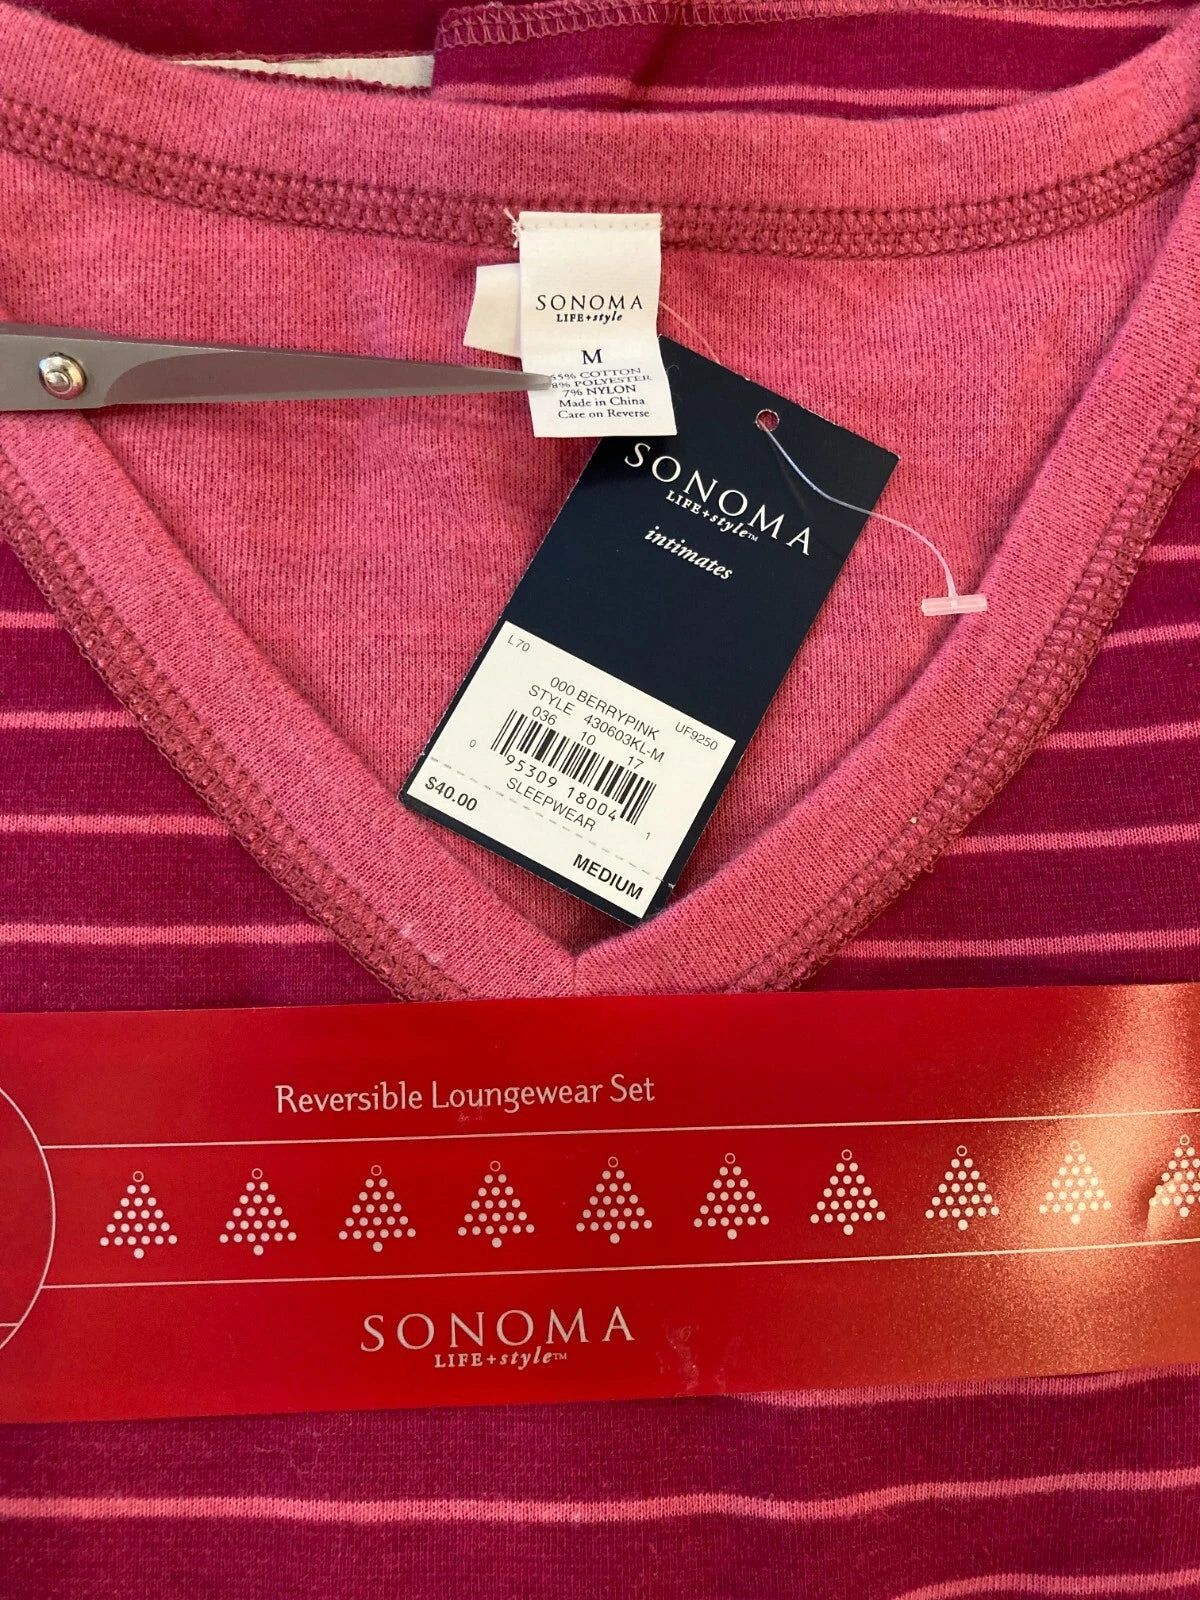 SONOMA
LIFE+style
M
55% COTTON
8% POLYESTER
7% NYLON
Made in China
Care on Reverse
SONOMA
LIFE+style™
intimates
L70
000 BERRYPINK UF9250
STYLE 430603KL-M
036 10 17
0 95309 18004 1
SLEEPWEAR
$40.00
MEDIUM
Reversible Loungewear Set
SONOMA
LIFE+style™